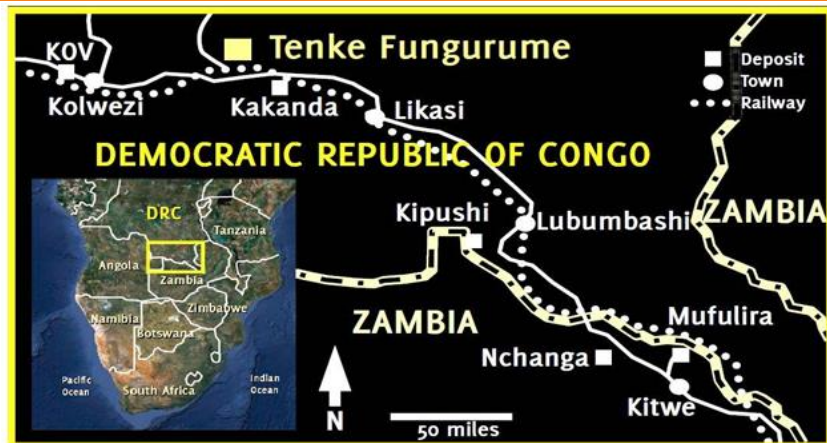 KOV
Kolwezi
Tenke Fungurume
Kakanda
Likasi
Deposit
Town
Railway
DEMOCRATIC REPUBLIC OF CONGO
Kipushi
Lubumbashi
ZAMBIA
ZAMBIA
Mufulira
Nchanga
Kitwe
N
50 miles
DRC
Tanzania
Angola
Zambia
Zimbabwe
Namibia
Botswana
South Africa
Pacific
Ocean
Indian
Ocean